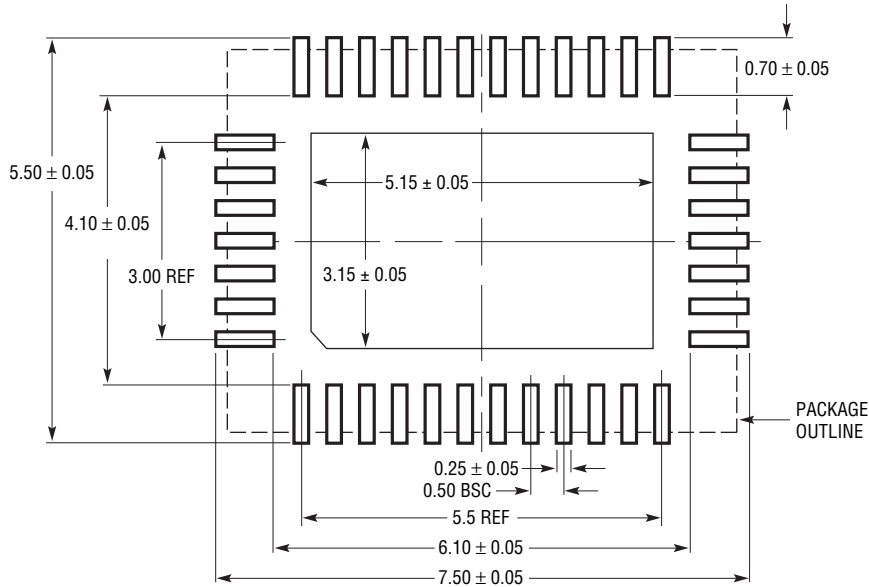 0.70 ± 0.05
5.50 ± 0.05
5.15 ± 0.05
4.10 ± 0.05
3.00 REF
3.15 ± 0.05
PACKAGE
OUTLINE
0.25 ± 0.05
0.50 BSC
5.5 REF
6.10 ± 0.05
7.50 ± 0.05